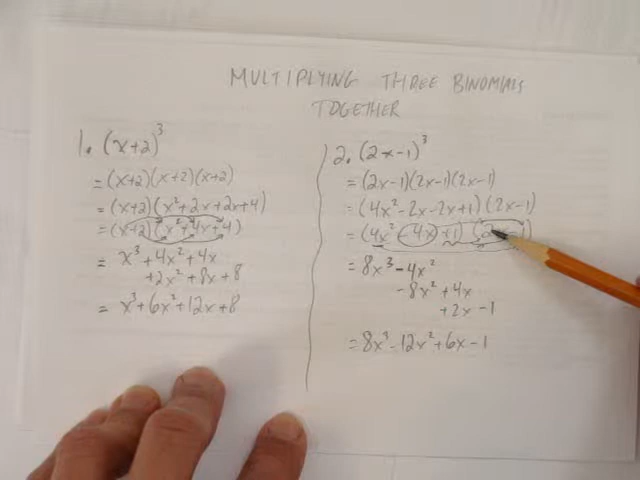 MULTIPLYING THREE BINOMIALS
TOGETHER
1. (x+2)³
= (x+2)(x+2)(x+2)
= (x+2)(x²+2x+2x+4)
= (x+2)(x²+4x+4)
= x³+4x²+4x
+2x²+8x+8
= x³+6x²+12x+8
2. (2x-1)³
= (2x-1)(2x-1)(2x-1)
= (4x²-2x-2x+1)(2x-1)
= (4x²-4x+1)
= 8x³-4x²
-8x²+4x
+2x-1
= 8x³-12x²+6x-1